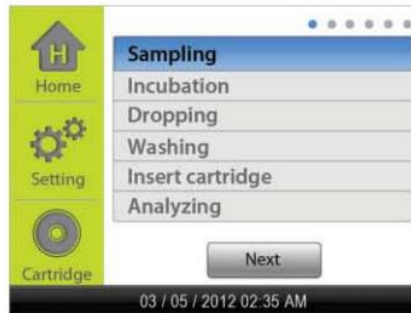 H
Home
Setting
Cartridge
Sampling
Incubation
Dropping
Washing
Insert cartridge
Analyzing
Next
03 / 05 / 2012 02:35 AM